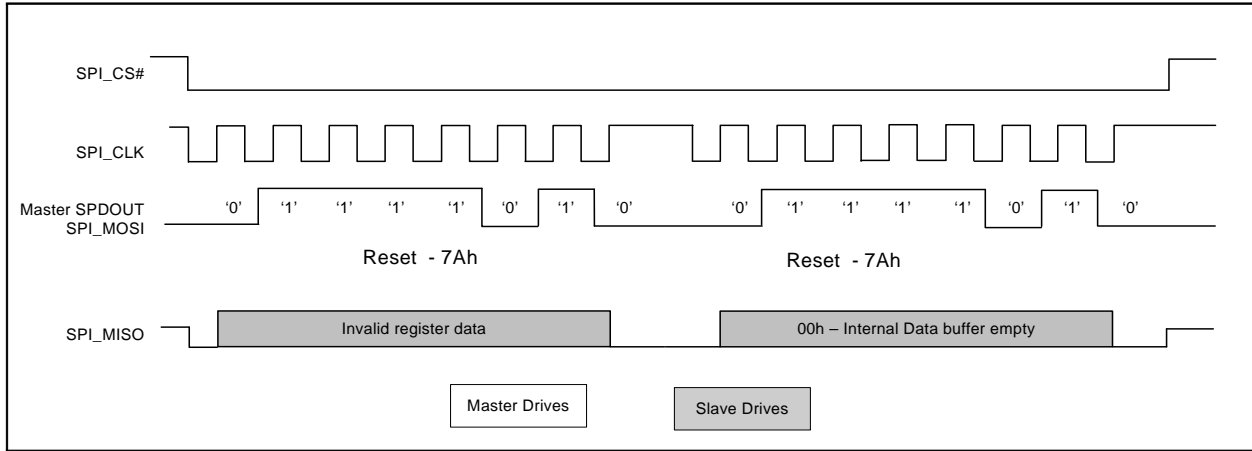 SPI_CS#
SPI_CLK
Master SPDOUT
SPI_MOSI
'0' '1' '1' '1' '1' '0' '1' '0' '0' '1' '1' '1' '1' '0' '1' '0'
Reset - 7Ah Reset - 7Ah
SPI_MISO
Invalid register data 00h – Internal Data buffer empty
Master Drives Slave Drives